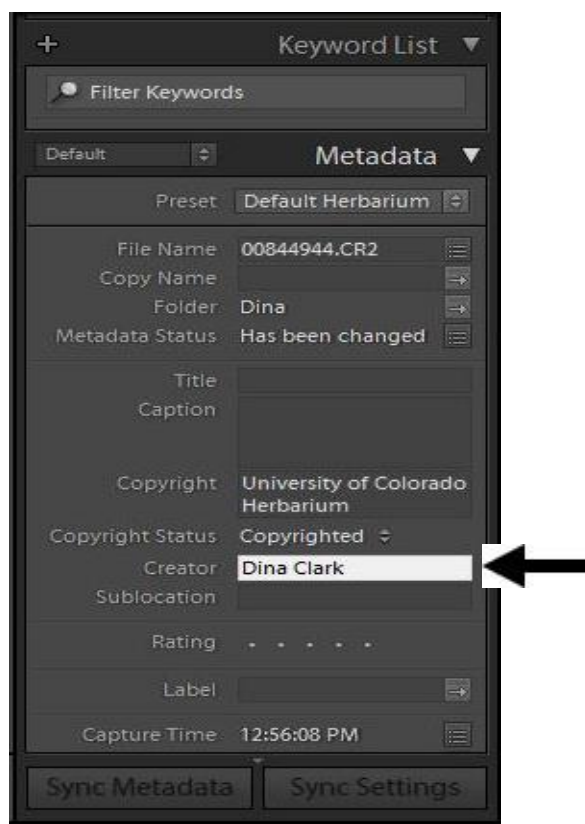 Keyword List
Filter Keywords
Default Metadata
Preset Default Herbarium
File Name 00844944.CR2
Copy Name
Folder Dina
Metadata Status Has been changed
Title
Caption
Copyright University of Colorado
Herbarium
Copyright Status Copyrighted
Creator Dina Clark
Sublocation
Rating
Label
Capture Time 12:56:08 PM
Sync Metadata Sync Settings